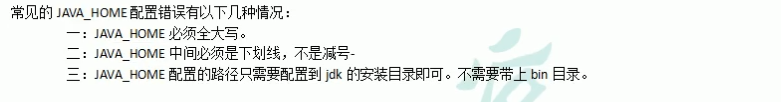 常见的 JAVA_HOME 配置错误有以下几种情况：
一：JAVA_HOME 必须全大写。
二：JAVA_HOME 中间必须是下划线，不是减号-
三：JAVA_HOME 配置的路径只需要配置到 jdk 的安装目录即可。不需要带上 bin 目录。